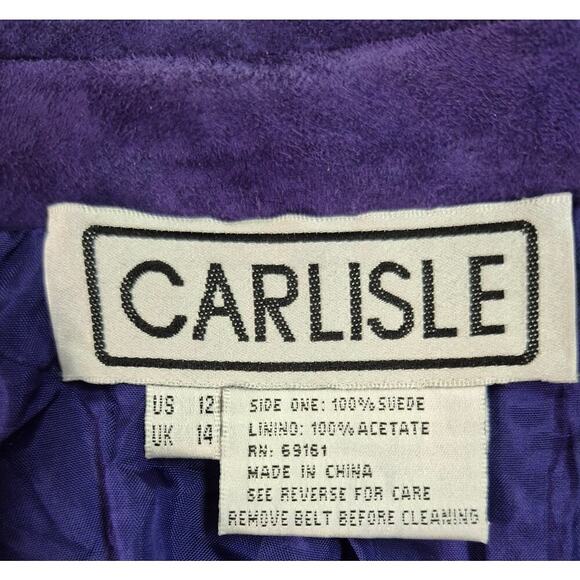 CARLISLE
US 12
UK 14
SIDE ONE: 100% SUEDE
LINING: 100% ACETATE
RN: 69161
MADE IN CHINA
SEE REVERSE FOR CARE
REMOVE BELT BEFORE CLEANING